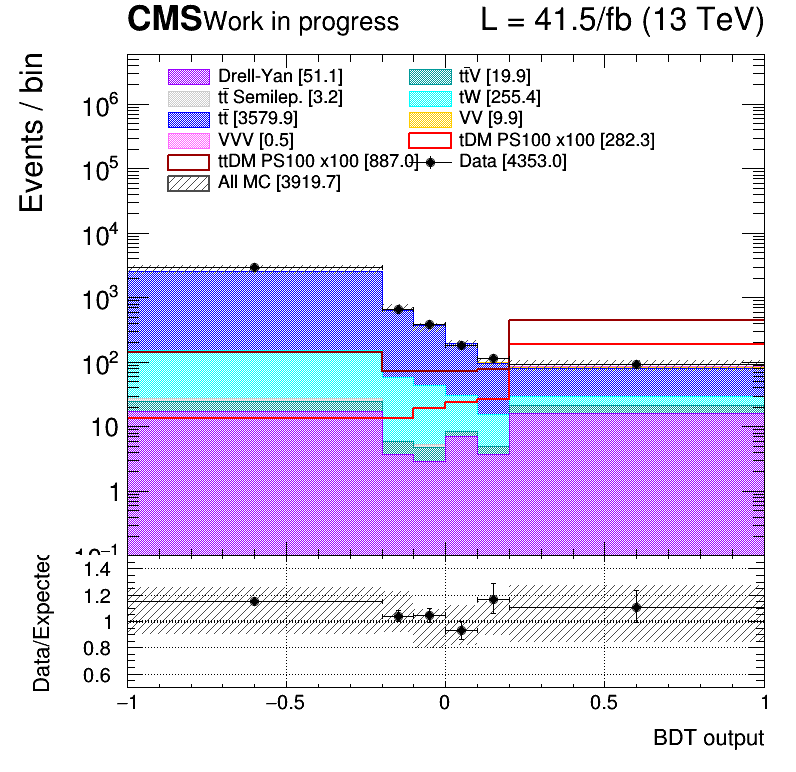 CMS Work in progress L = 41.5/fb (13 TeV)
Events / bin
Drell-Yan [51.1] tt̄V [19.9]
tt̄ Semilep. [3.2] tW [255.4]
tt̄ [3579.9] VV [9.9]
VVV [0.5] tDM PS100 x100 [282.3]
ttDM PS100 x100 [887.0] Data [4353.0]
All MC [3919.7]
10⁶
10⁵
10⁴
10³
10²
10
1
10⁻¹
Data/Expected
1.4
1.2
1
0.8
0.6
−1 −0.5 0 0.5 1
BDT output